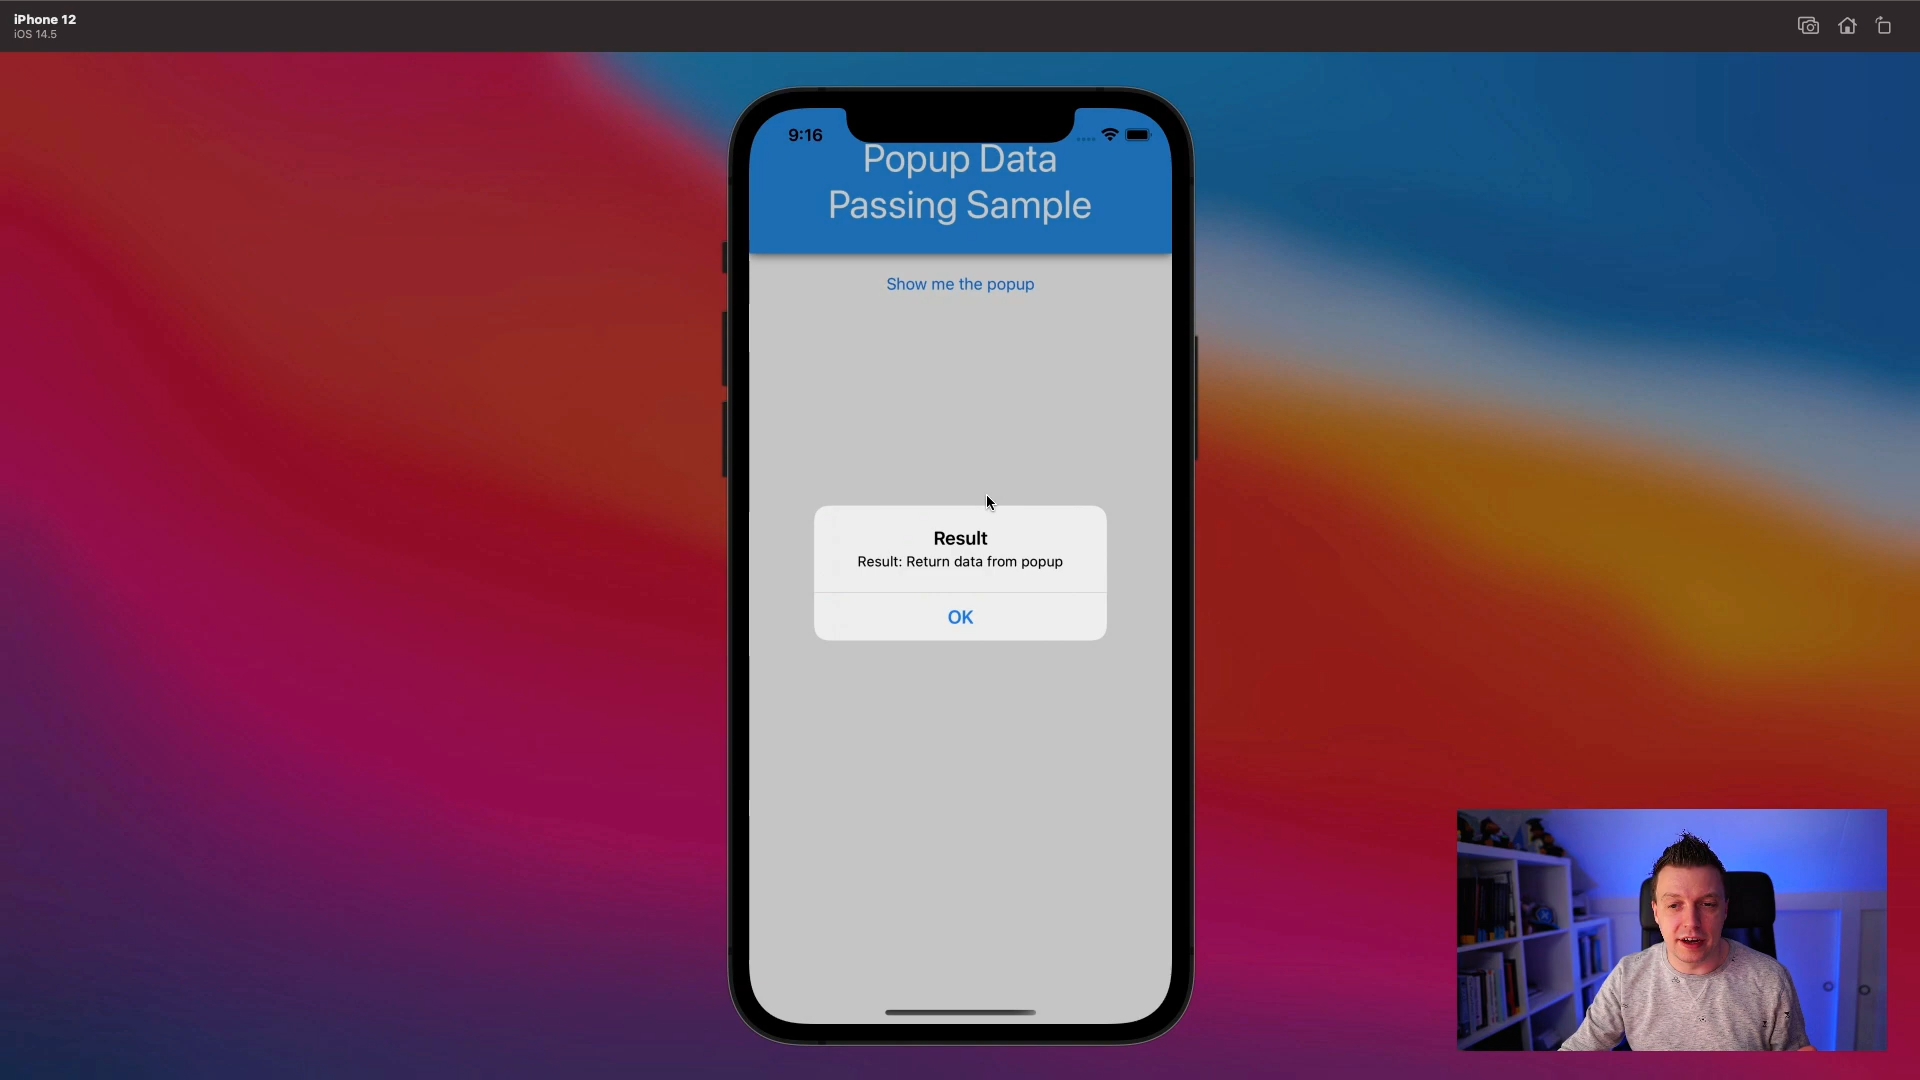 iPhone 12
iOS 14.5
9:16
Popup Data
Passing Sample
Show me the popup
Result
Result: Return data from popup
OK